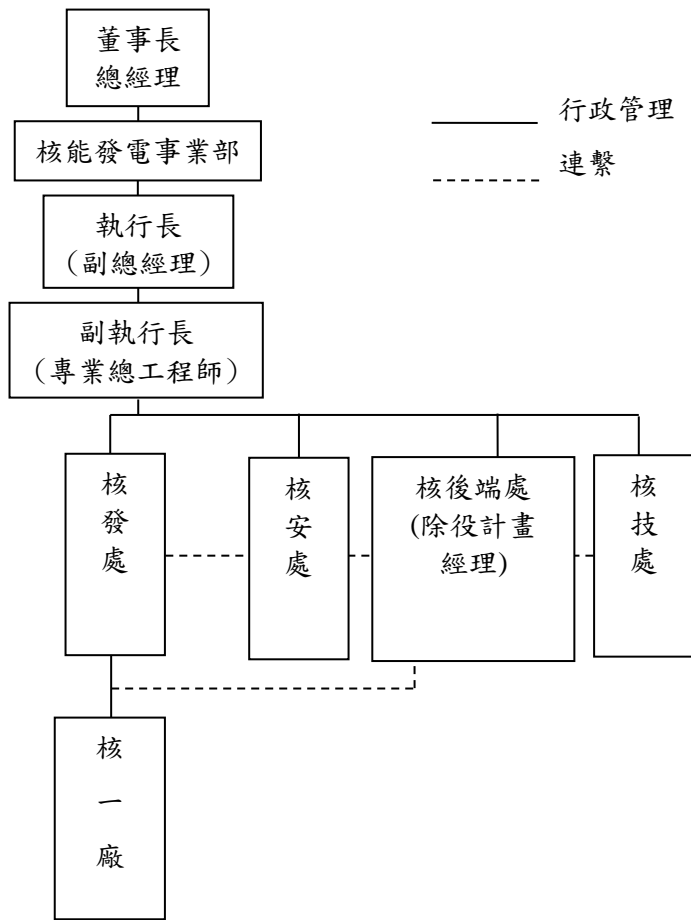 董事長
總經理
行政管理
核能發電事業部
連繫
執行長
（副總經理）
副執行長
（專業總工程師）
核
發
處
核
安
處
核後端處
(除役計畫
經理)
核
技
處
核
一
廠